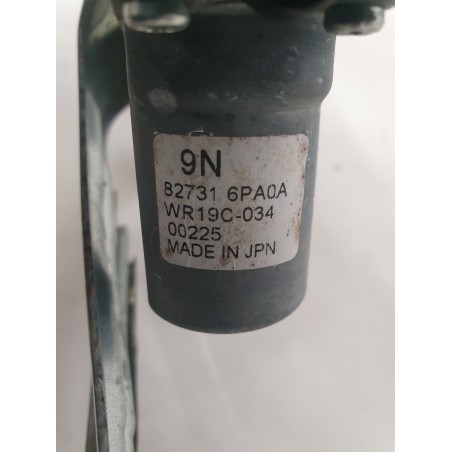 9N
82731 6PA0A
WR19C-034
00225
MADE IN JPN